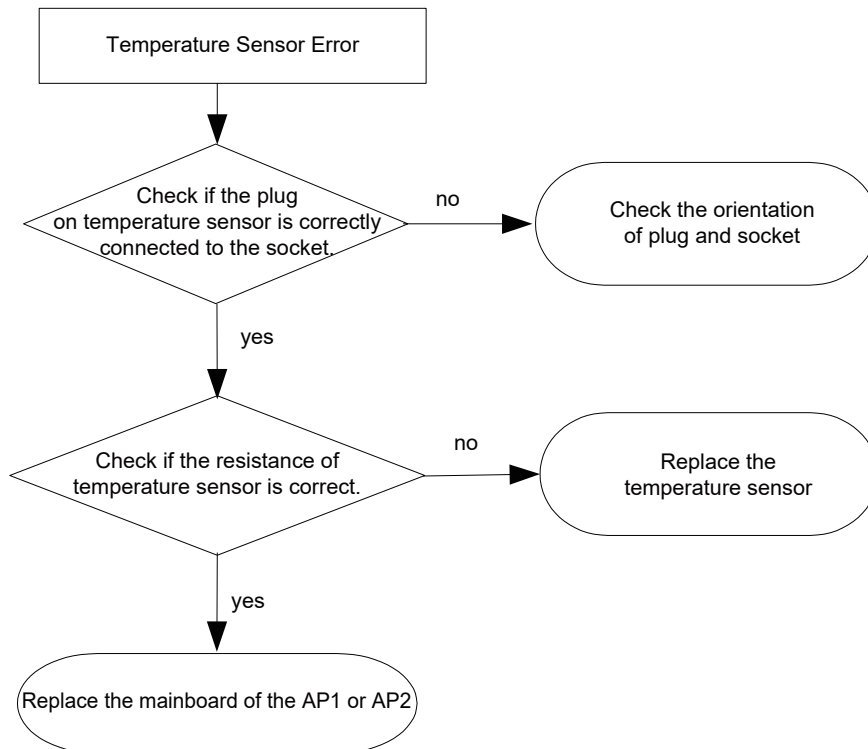 Temperature Sensor Error
Check if the plug
on temperature sensor is correctly
connected to the socket.
no
Check the orientation
of plug and socket
yes
Check if the resistance of
temperature sensor is correct.
no
Replace the
temperature sensor
yes
Replace the mainboard of the AP1 or AP2